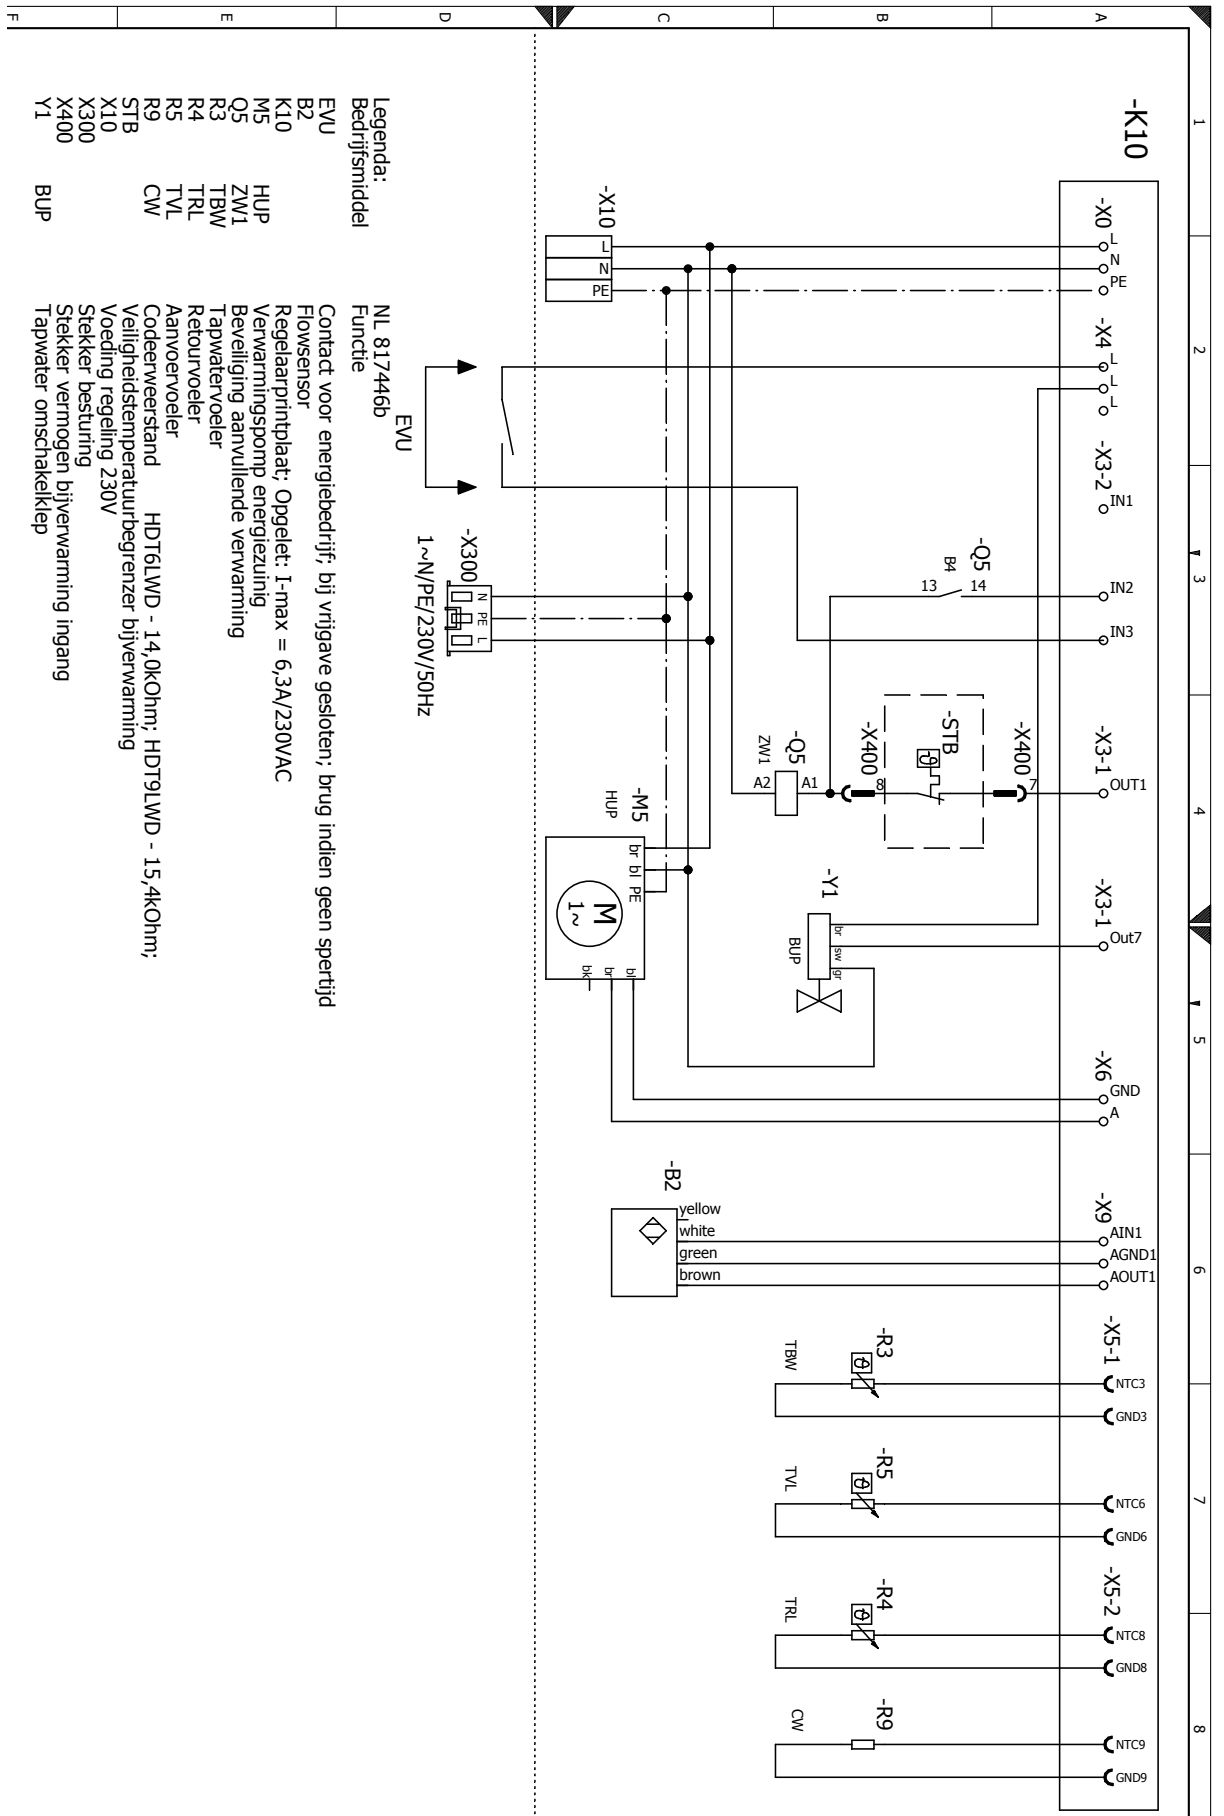 1 2 3 4 5 6 7 8
A
B
C
D
E
F
-K10
-X0 L N PE
-X4 L L L
-X3-2 IN1 IN2 IN3
-X3-1 OUT1
-X3-1 Out7
-X6 GND A
-X9 AIN1 AGND1 AOUT1
-X5-1 NTC3 GND3 NTC6 GND6
-X5-2 NTC8 GND8 NTC9 GND9
-Q5
B4
13 14
-X400 7
-STB
ϑ
-X400 8
-Q5
ZW1
A2 A1
-Y1
BUP
br sw gr
-R3
ϑ
TBW
-R5
ϑ
TVL
-R4
ϑ
TRL
-R9
CW
-X10
L
N
PE
-M5
HUP
br bl PE
M
1~
bk br bl
-B2
yellow
white
green
brown
EVU
-X300
N PE L
1~N/PE/230V/50Hz
Legenda: NL 817446b
Bedrijfsmiddel Functie
EVU Contact voor energiebedrijf; bij vrijgave gesloten; brug indien geen spertijd
B2 Flowsensor
K10 Regelaarprintplaat; Opgelet: I-max = 6,3A/230VAC
M5 HUP Verwarmingspomp energiezuinig
Q5 ZW1 Beveiliging aanvullende verwarming
R3 TBW Tapwatervoeler
R4 TRL Retourvoeler
R5 TVL Aanvoervoeler
R9 CW Codeerweerstand HDT6LWD - 14,0kOhm; HDT9LWD - 15,4kOhm;
STB Veiligheidstemperatuurbegrenzer bijverwarming
X10 Voeding regeling 230V
X300 Stekker besturing
X400 Stekker vermogen bijverwarming ingang
Y1 BUP Tapwater omschakelklep